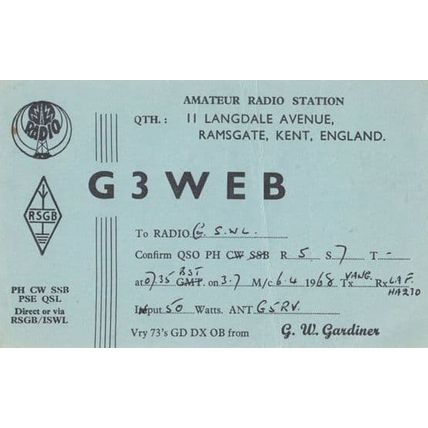 RADIO
AMATEUR RADIO STATION
QTH.: 11 LANGDALE AVENUE,
RAMSGATE, KENT, ENGLAND.
G3WEB
RSGB
To RADIO G. SWL.
Confirm QSO PH CW SSB R 5 S 7 T -
BST VANG.
at 0735 GMT. on 3.7 M/c 6.4 1968 Tx Rx LAF.
HA230
PH CW SSB
PSE QSL
Direct or via
RSGB/ISWL
Input 50 Watts. ANT G5RV.
Vry 73's GD DX OB from G. W. Gardiner